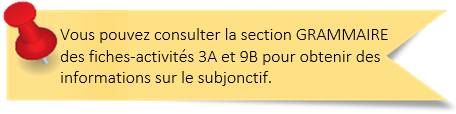 Vous pouvez consulter la section GRAMMAIRE
des fiches-activités 3A et 9B pour obtenir des
informations sur le subjonctif.